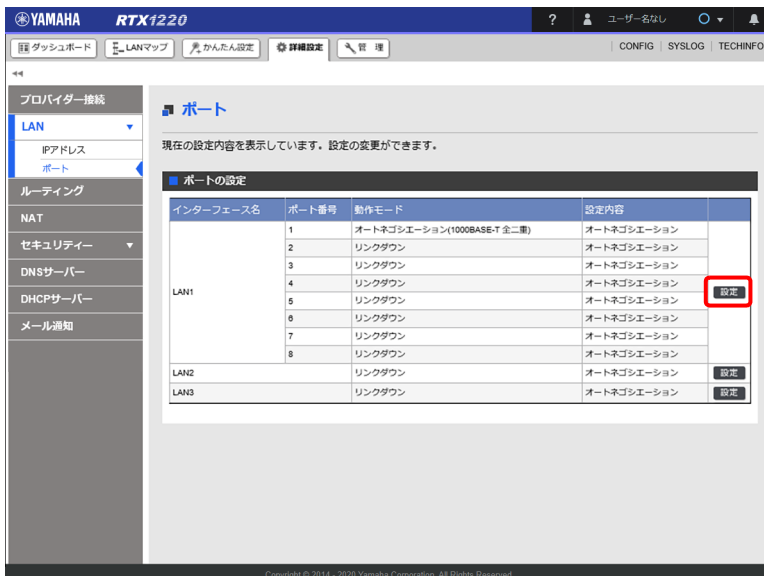 YAMAHA RTX1220 ? ユーザー名なし
ダッシュボード LANマップ かんたん設定 詳細設定 管 理 CONFIG SYSLOG TECHINFO
プロバイダー接続
LAN
IPアドレス
ポート
ルーティング
NAT
セキュリティー
DNSサーバー
DHCPサーバー
メール通知
ポート
現在の設定内容を表示しています。設定の変更ができます。
ポートの設定
インターフェース名 ポート番号 動作モード 設定内容
LAN1 設定
1 オートネゴシエーション(1000BASE-T 全二重) オートネゴシエーション
2 リンクダウン オートネゴシエーション
3 リンクダウン オートネゴシエーション
4 リンクダウン オートネゴシエーション
5 リンクダウン オートネゴシエーション
6 リンクダウン オートネゴシエーション
7 リンクダウン オートネゴシエーション
8 リンクダウン オートネゴシエーション
LAN2 リンクダウン オートネゴシエーション 設定
LAN3 リンクダウン オートネゴシエーション 設定
Copyright © 2014 - 2020 Yamaha Corporation. All Rights Reserved.